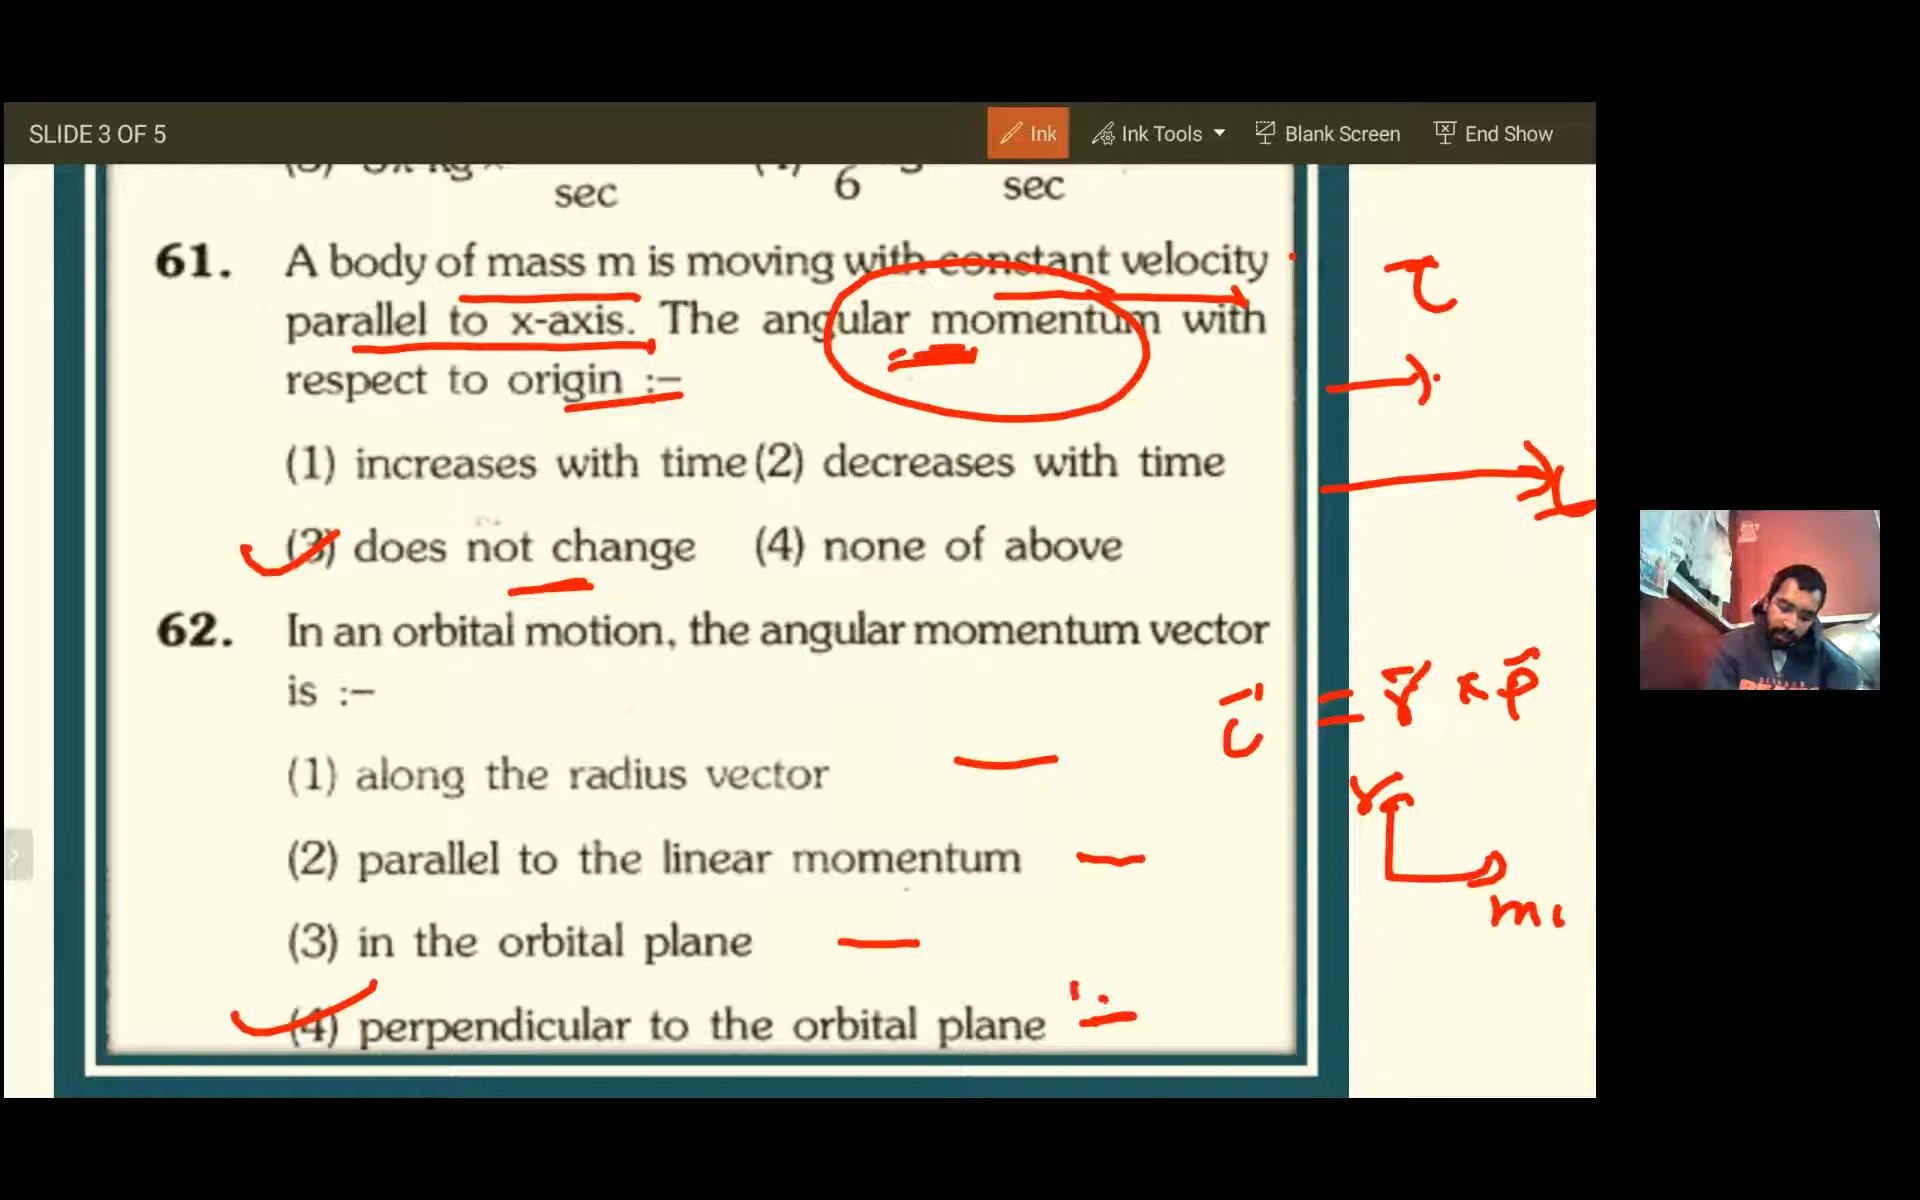 SLIDE 3 OF 5
Ink
Ink Tools
Blank Screen
End Show
sec
6
sec
61. A body of mass m is moving with constant velocity
parallel to x-axis. The angular momentum with
respect to origin :–
(1) increases with time (2) decreases with time
(3) does not change (4) none of above
62. In an orbital motion, the angular momentum vector
is :–
(1) along the radius vector
(2) parallel to the linear momentum
(3) in the orbital plane
(4) perpendicular to the orbital plane
τ
L
= r⃗ × p⃗
r